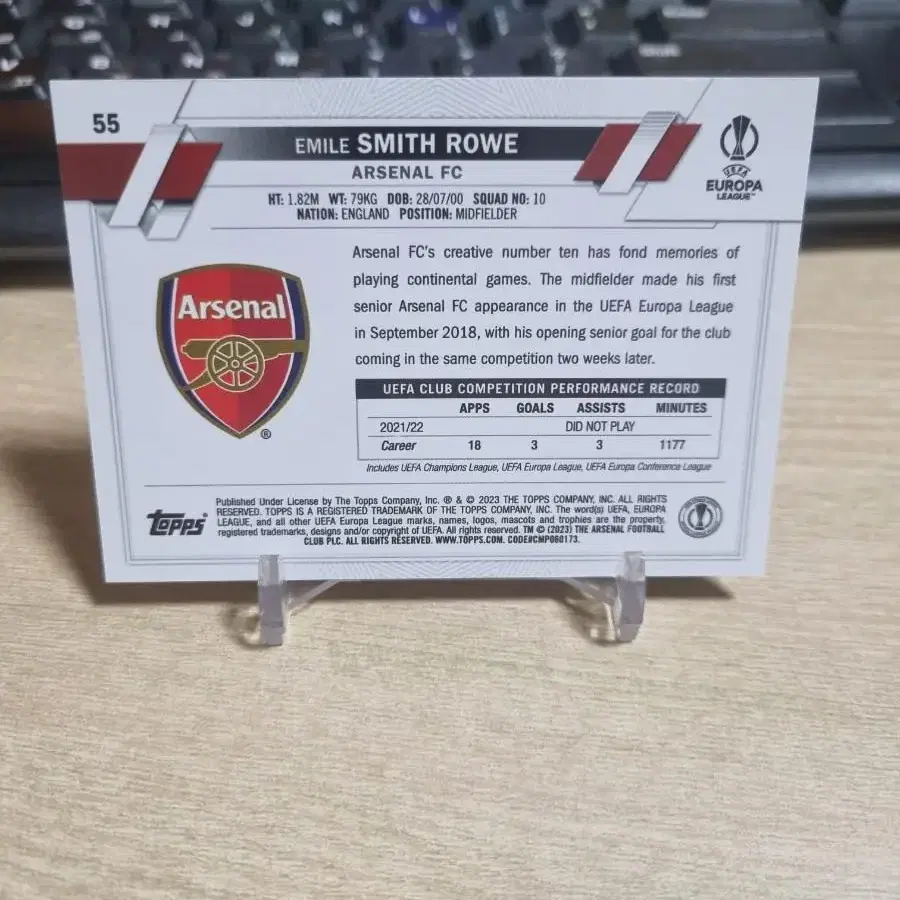 55
EMILE SMITH ROWE
ARSENAL FC
HT: 1.82M WT: 79KG DOB: 28/07/00 SQUAD NO: 10
NATION: ENGLAND POSITION: MIDFIELDER
UEFA
EUROPA
LEAGUE™
Arsenal
®
Arsenal FC's creative number ten has fond memories of
playing continental games. The midfielder made his first
senior Arsenal FC appearance in the UEFA Europa League
in September 2018, with his opening senior goal for the club
coming in the same competition two weeks later.
UEFA CLUB COMPETITION PERFORMANCE RECORD
APPS GOALS ASSISTS MINUTES
2021/22 DID NOT PLAY
Career 18 3 3 1177
Includes UEFA Champions League, UEFA Europa League, UEFA Europa Conference League
Topps®
Published Under License by The Topps Company, Inc. ® & © 2023 THE TOPPS COMPANY, INC. ALL RIGHTS
RESERVED. TOPPS IS A REGISTERED TRADEMARK OF THE TOPPS COMPANY, INC. The word(s) UEFA, EUROPA
LEAGUE, and all other UEFA Europa League marks, names, logos, mascots and trophies are the property,
registered trademarks, designs and/or copyright of UEFA. All rights reserved. TM © (2023) THE ARSENAL FOOTBALL
CLUB PLC. ALL RIGHTS RESERVED. WWW.TOPPS.COM. CODE#CMP060173.